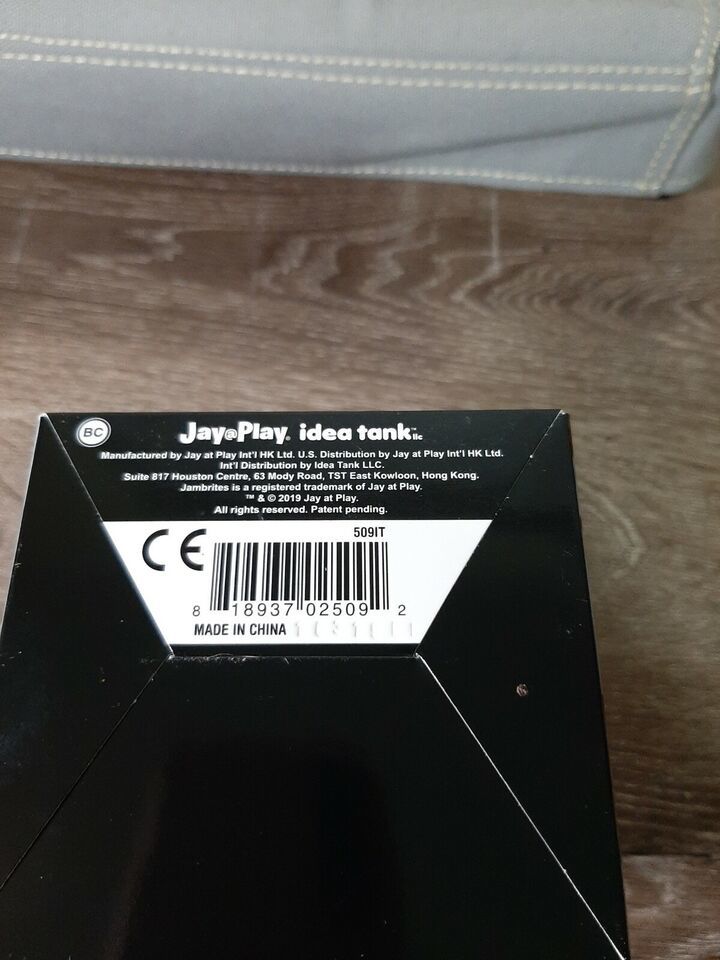 BC
Jay@Play. idea tank™ llc
Manufactured by Jay at Play Int'l HK Ltd. U.S. Distribution by Jay at Play Int'l HK Ltd.
Int'l Distribution by Idea Tank LLC.
Suite 817 Houston Centre, 63 Mody Road, TST East Kowloon, Hong Kong.
Jambrites is a registered trademark of Jay at Play.
™ & © 2019 Jay at Play.
All rights reserved. Patent pending.
CE
509IT
8 18937 02509 2
MADE IN CHINA